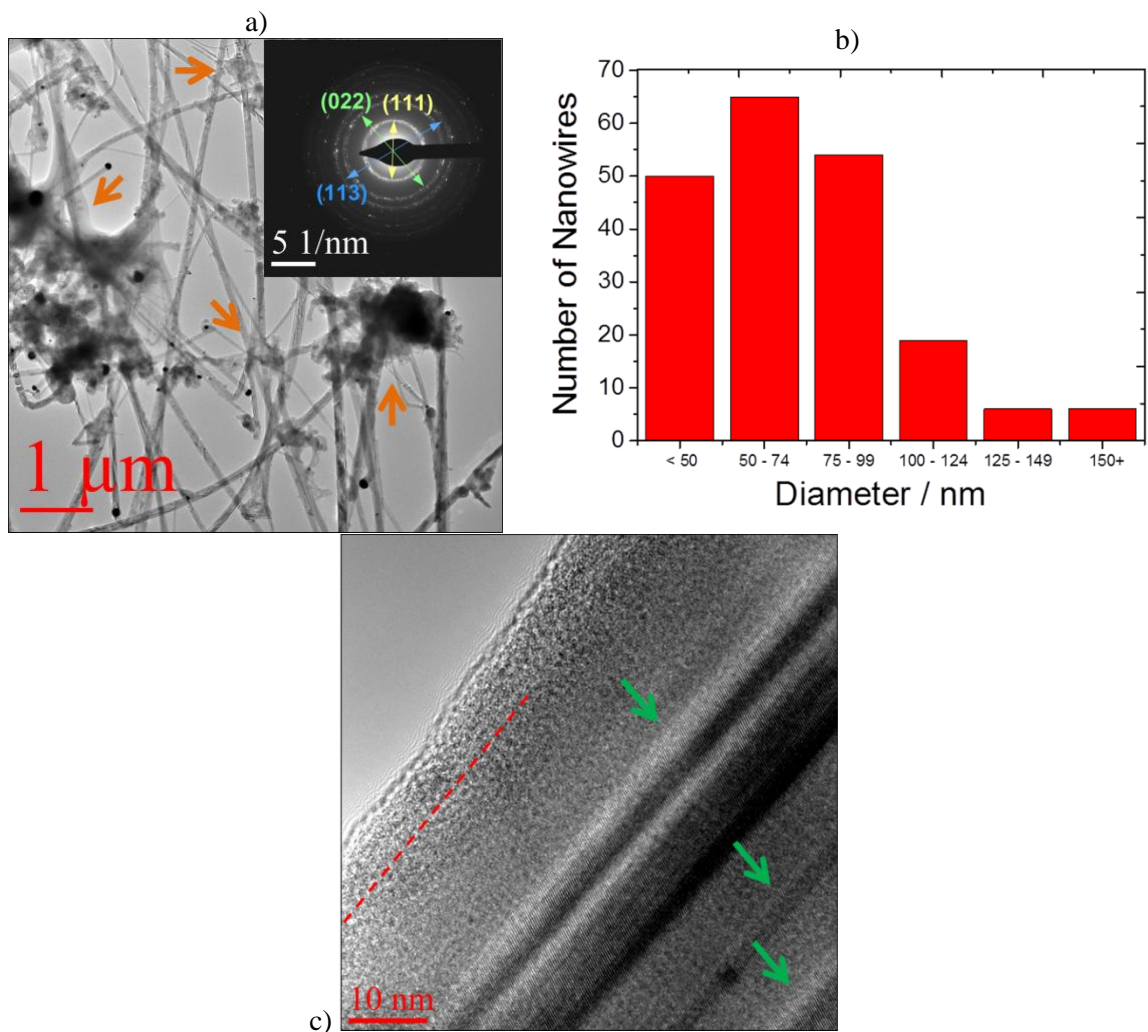 a)
(022)
(111)
(113)
5 1/nm
1 µm
b)
70
60
50
40
30
20
10
0
Number of Nanowires
< 50
50 - 74
75 - 99
100 - 124
125 - 149
150+
Diameter / nm
10 nm
c)